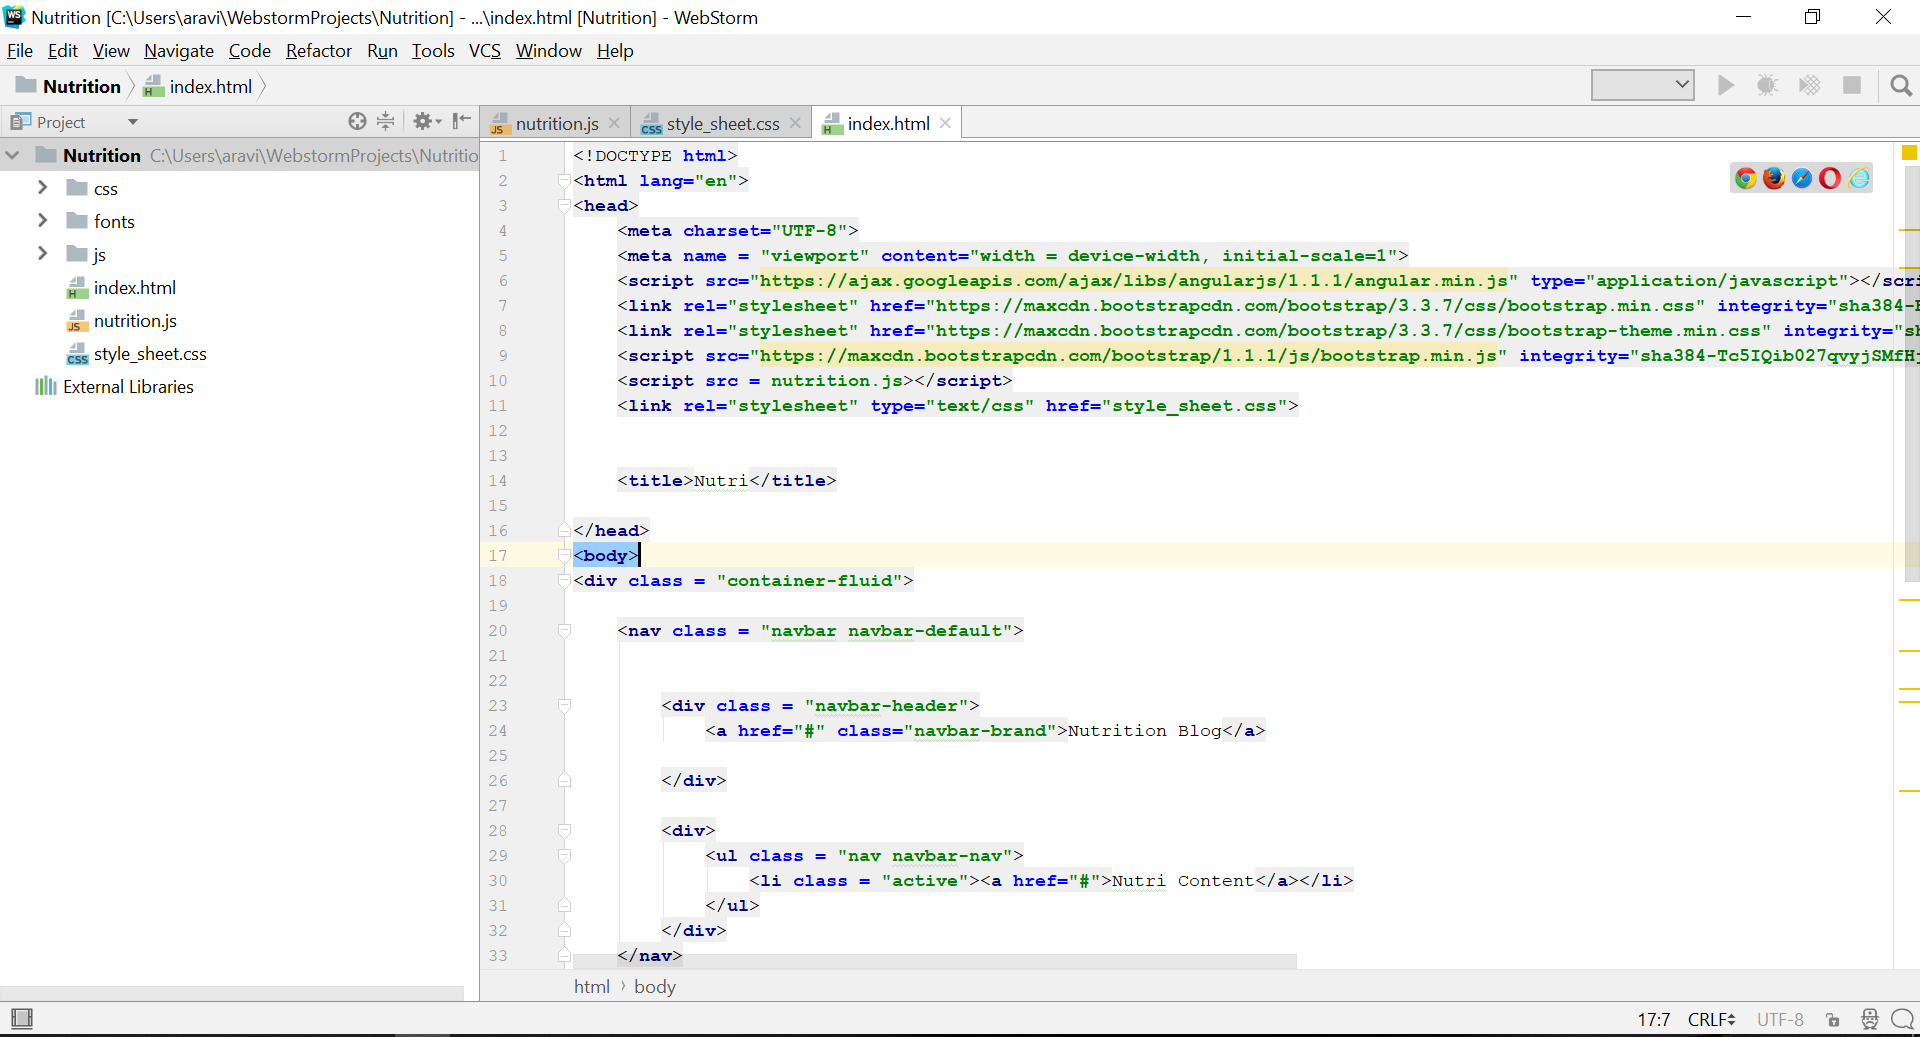 Nutrition [C:\Users\aravi\WebstormProjects\Nutrition] - ...\index.html [Nutrition] - WebStorm
File Edit View Navigate Code Refactor Run Tools VCS Window Help
Nutrition index.html
Project
nutrition.js style_sheet.css index.html
Nutrition C:\Users\aravi\WebstormProjects\Nutritio
css
fonts
js
index.html
nutrition.js
style_sheet.css
External Libraries
1 <!DOCTYPE html>
2 <html lang="en">
3 <head>
4 <meta charset="UTF-8">
5 <meta name = "viewport" content="width = device-width, initial-scale=1">
6 <script src="https://ajax.googleapis.com/ajax/libs/angularjs/1.1.1/angular.min.js" type="application/javascript"></scri
7 <link rel="stylesheet" href="https://maxcdn.bootstrapcdn.com/bootstrap/3.3.7/css/bootstrap.min.css" integrity="sha384-
8 <link rel="stylesheet" href="https://maxcdn.bootstrapcdn.com/bootstrap/3.3.7/css/bootstrap-theme.min.css" integrity="s
9 <script src="https://maxcdn.bootstrapcdn.com/bootstrap/1.1.1/js/bootstrap.min.js" integrity="sha384-Tc5IQib027qvyjSMfHj
10 <script src = nutrition.js></script>
11 <link rel="stylesheet" type="text/css" href="style_sheet.css">
12
13
14 <title>Nutri</title>
15
16 </head>
17 <body>
18 <div class = "container-fluid">
19
20 <nav class = "navbar navbar-default">
21
22
23 <div class = "navbar-header">
24 <a href="#" class="navbar-brand">Nutrition Blog</a>
25
26 </div>
27
28 <div>
29 <ul class = "nav navbar-nav">
30 <li class = "active"><a href="#">Nutri Content</a></li>
31 </ul>
32 </div>
33 </nav>
html › body
17:7 CRLF UTF-8